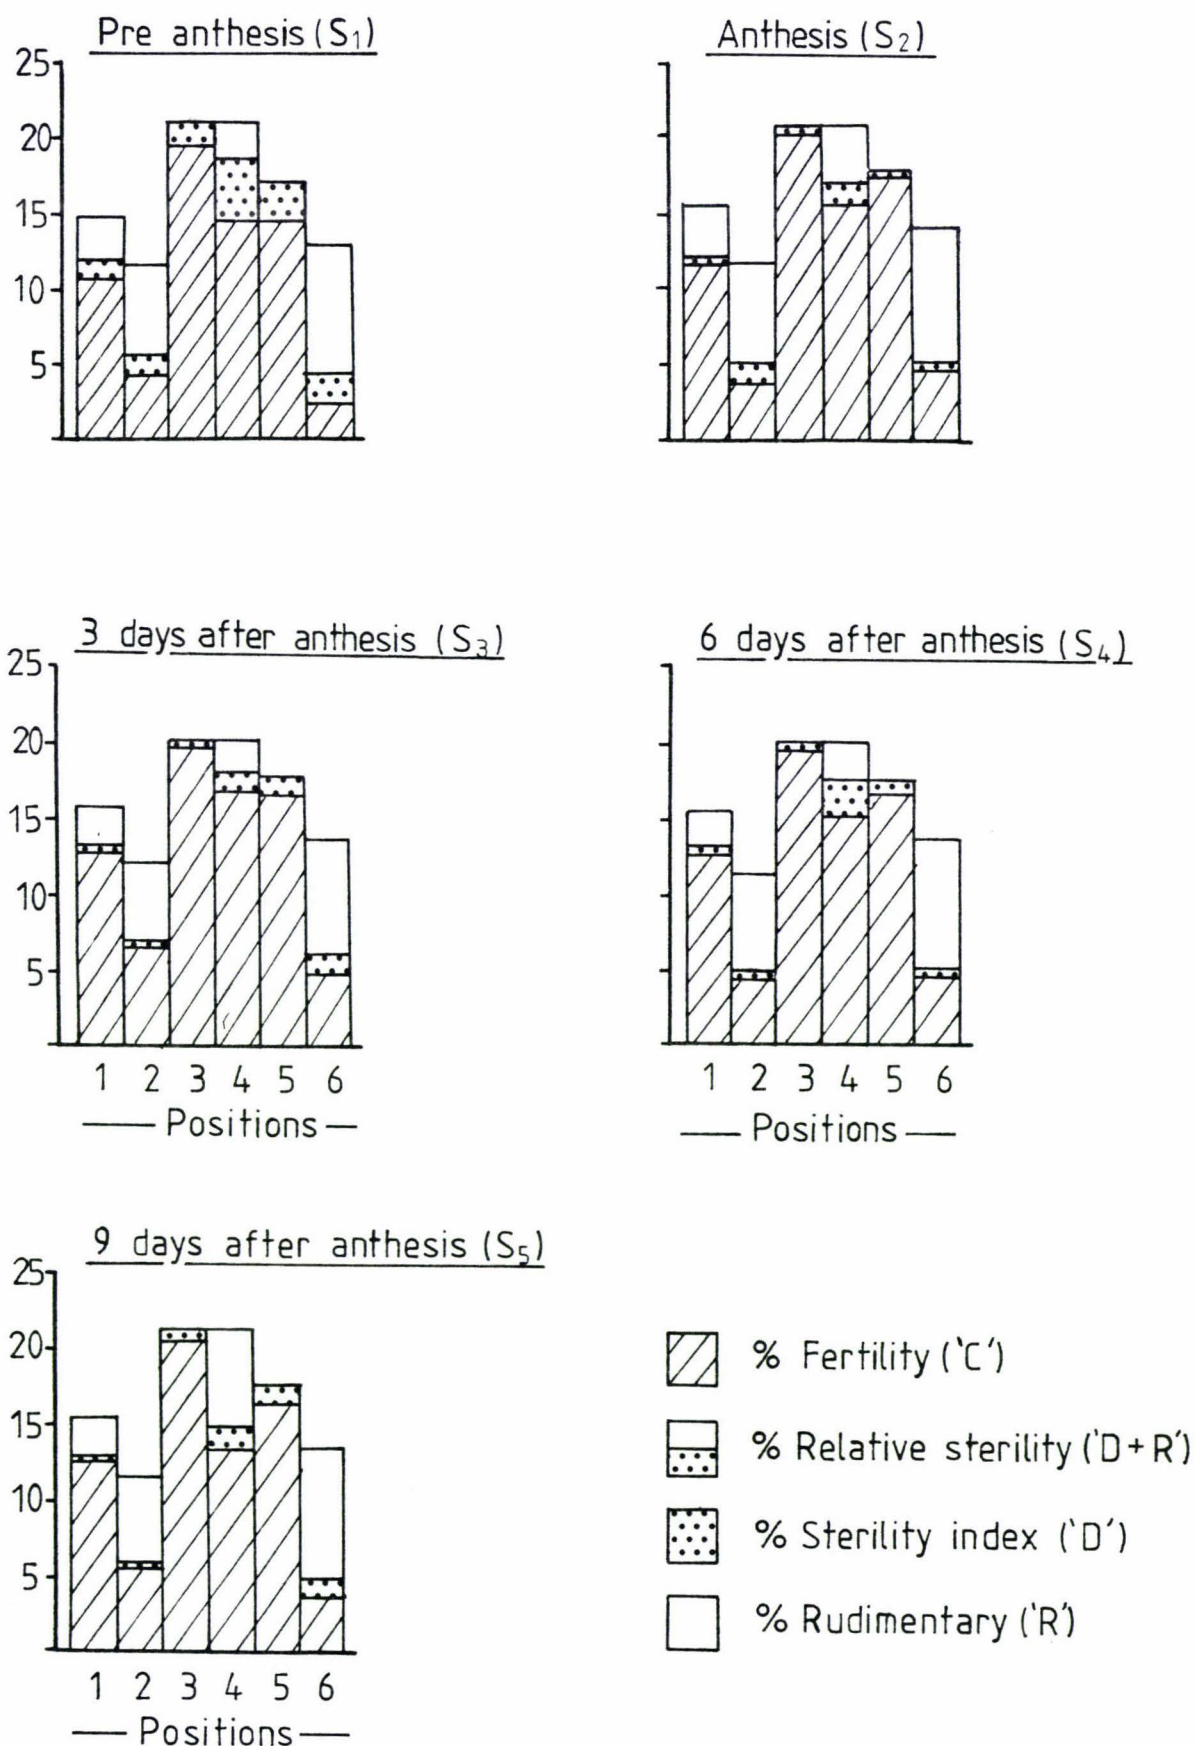 Pre anthesis (S1)
25
20
15
10
5
Anthesis (S2)
3 days after anthesis (S3)
25
20
15
10
5
1 2 3 4 5 6
Positions
6 days after anthesis (S4)
1 2 3 4 5 6
Positions
9 days after anthesis (S5)
25
20
15
10
5
1 2 3 4 5 6
Positions
% Fertility (‘C’)
% Relative sterility (‘D + R’)
% Sterility index (‘D’)
% Rudimentary (‘R’)